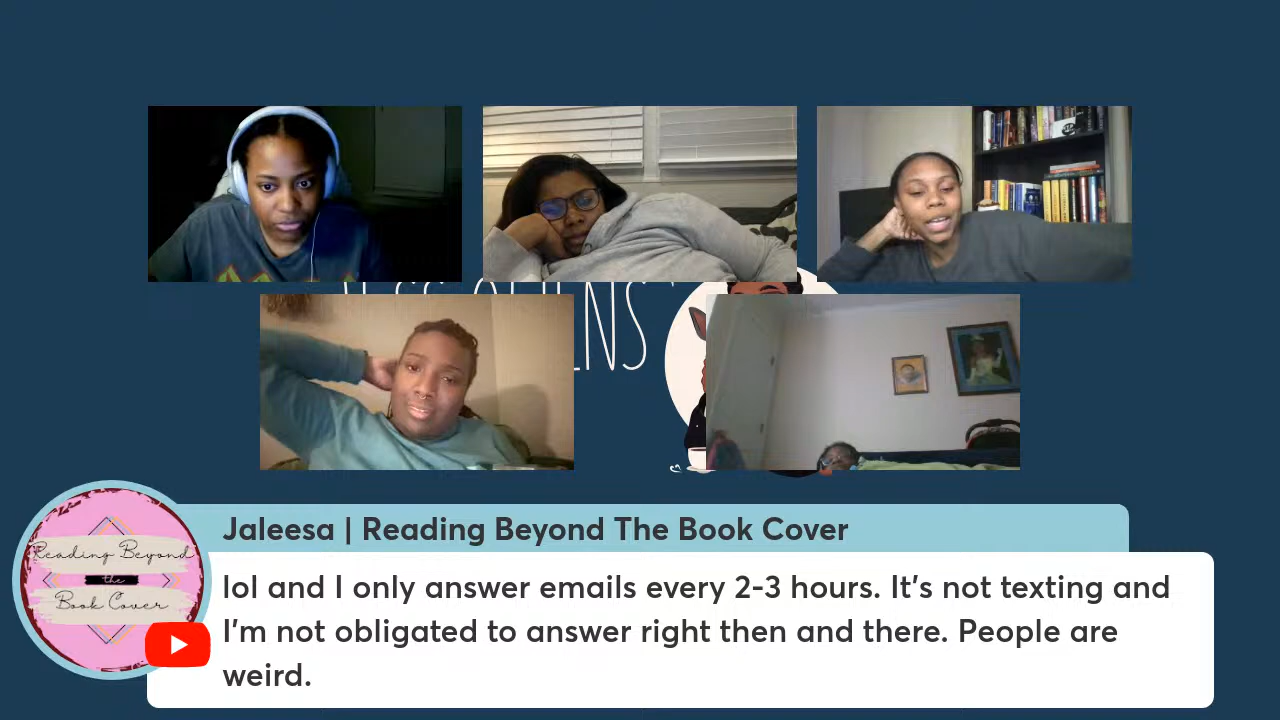 ENS
Jaleesa | Reading Beyond The Book Cover
Reading Beyond
the
Book Cover
lol and I only answer emails every 2-3 hours. It's not texting and
I'm not obligated to answer right then and there. People are
weird.